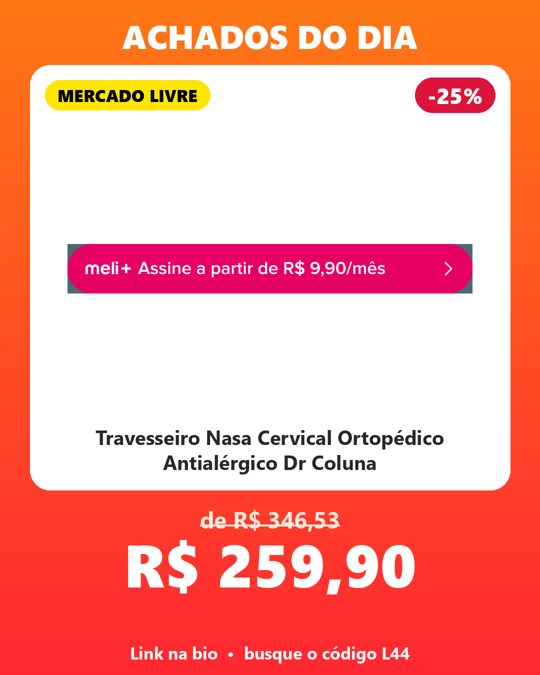 ACHADOS DO DIA
MERCADO LIVRE
-25%
meli+ Assine a partir de R$ 9,90/mês
Travesseiro Nasa Cervical Ortopédico
Antialérgico Dr Coluna
de R$ 346,53
R$ 259,90
Link na bio • busque o código L44